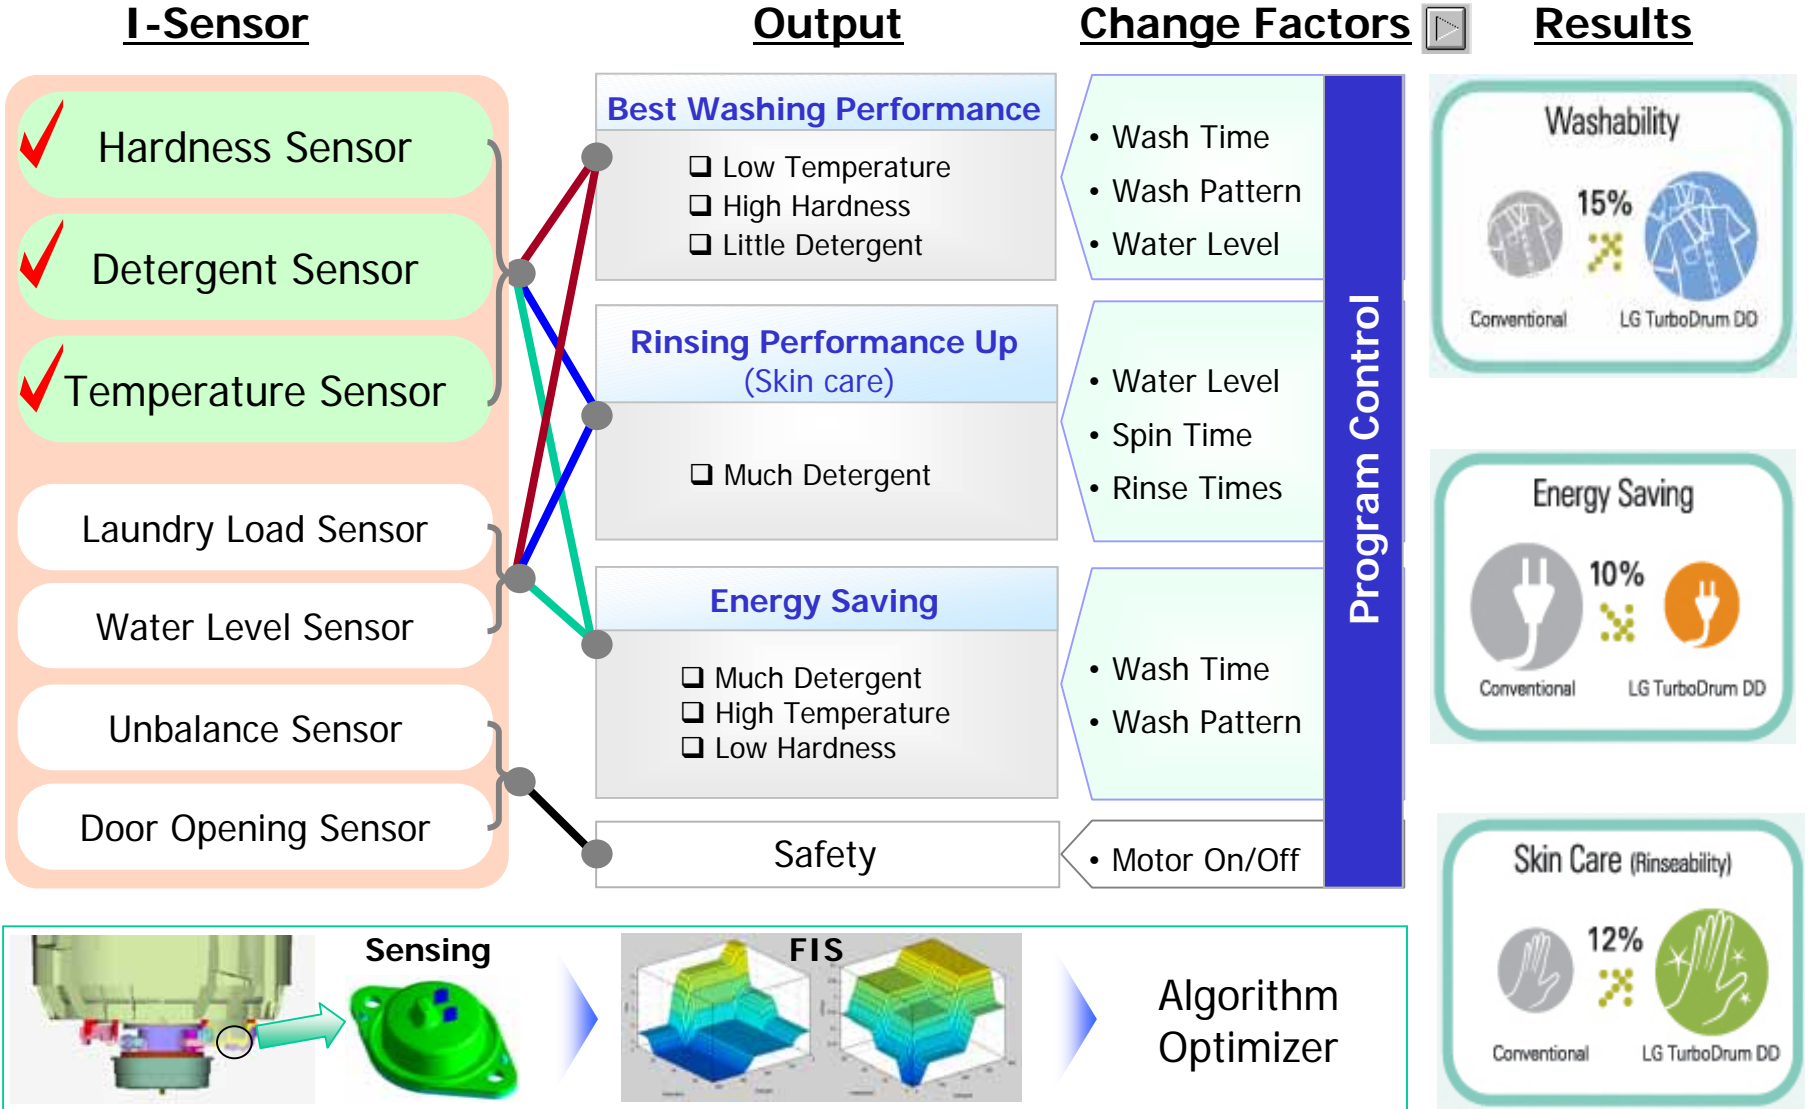 I-Sensor
Output
Change Factors
Results
Hardness Sensor
Detergent Sensor
Temperature Sensor
Laundry Load Sensor
Water Level Sensor
Unbalance Sensor
Door Opening Sensor
Best Washing Performance
❑ Low Temperature
❑ High Hardness
❑ Little Detergent
Rinsing Performance Up
(Skin care)
❑ Much Detergent
Energy Saving
❑ Much Detergent
❑ High Temperature
❑ Low Hardness
Safety
• Wash Time
• Wash Pattern
• Water Level
• Water Level
• Spin Time
• Rinse Times
• Wash Time
• Wash Pattern
• Motor On/Off
Program Control
Washability
15%
Conventional
LG TurboDrum DD
Energy Saving
10%
Conventional
LG TurboDrum DD
Skin Care (Rinseability)
12%
Conventional
LG TurboDrum DD
Sensing
FIS
Algorithm
Optimizer